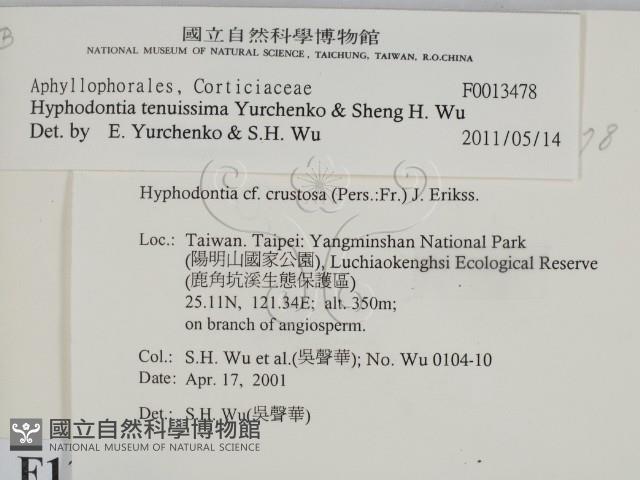 B
國立自然科學博物館
NATIONAL MUSEUM OF NATURAL SCIENCE, TAICHUNG, TAIWAN, R.O.CHINA
Aphyllophorales, Corticiaceae F0013478
Hyphodontia tenuissima Yurchenko & Sheng H. Wu
Det. by E. Yurchenko & S.H. Wu 2011/05/14
78
Hyphodontia cf. crustosa (Pers.:Fr.) J. Erikss.
Loc.: Taiwan. Taipei: Yangminshan National Park
(陽明山國家公園), Luchiaokenghsi Ecological Reserve
(鹿角坑溪生態保護區)
25.11N, 121.34E; alt. 350m;
on branch of angiosperm.
Col.: S.H. Wu et al.(吳聲華); No. Wu 0104-10
Date: Apr. 17, 2001
Det.: S.H. Wu(吳聲華)
國立自然科學博物館
NATIONAL MUSEUM OF NATURAL SCIENCE